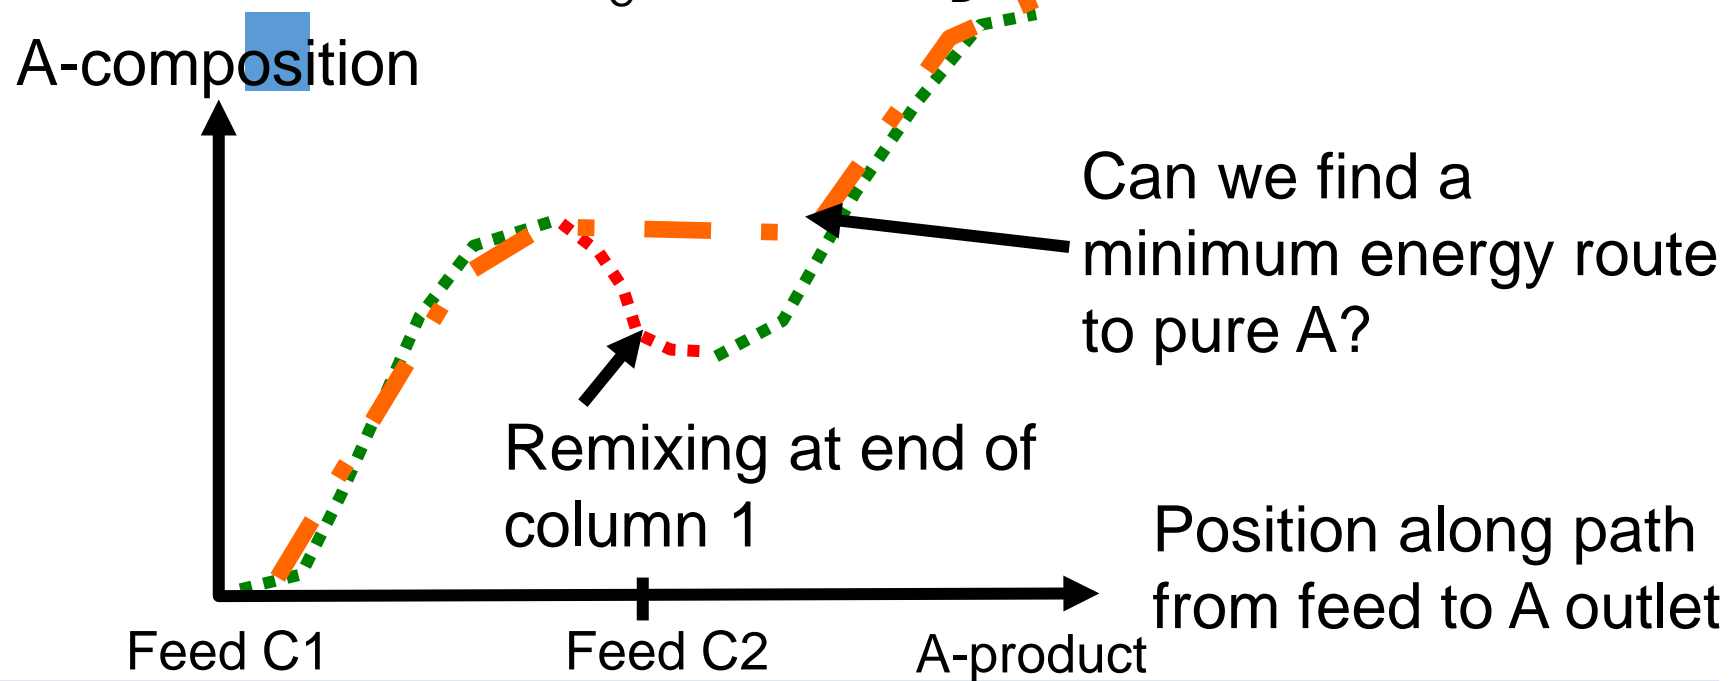 A-composition
Can we find a
minimum energy route
to pure A?
Remixing at end of
column 1
Position along path
from feed to A outlet
Feed C1
Feed C2
A-product